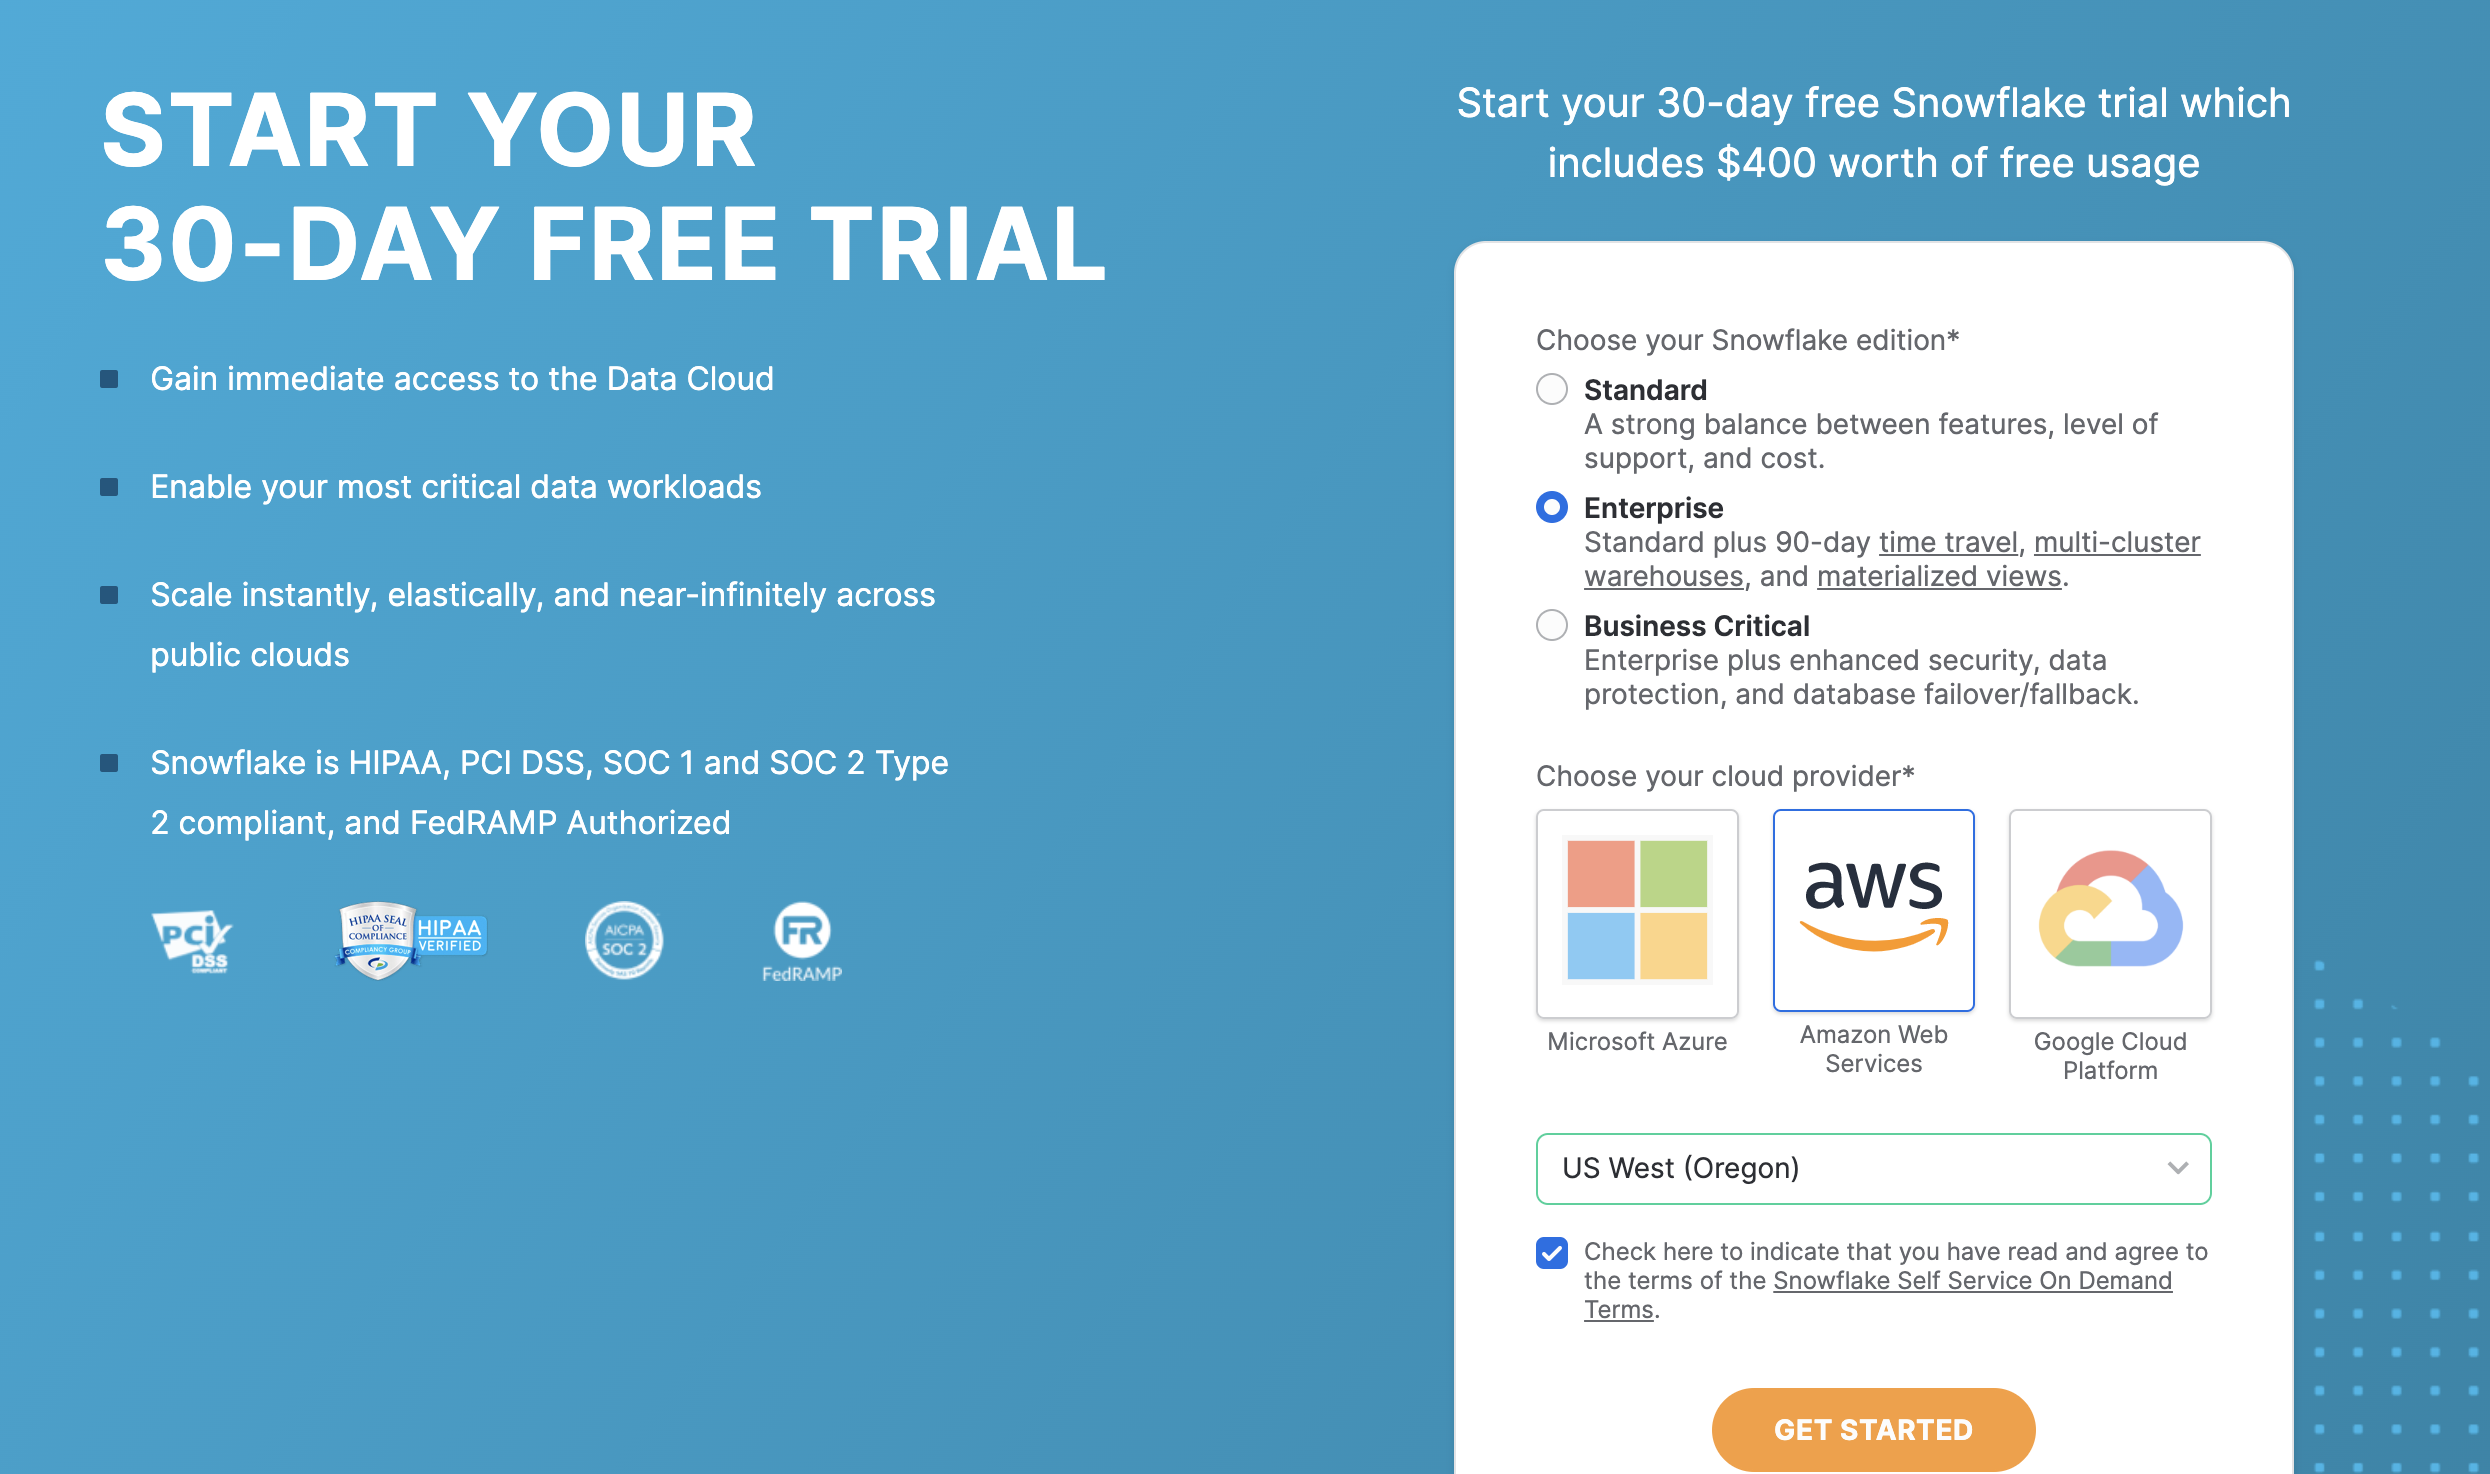 START YOUR
30-DAY FREE TRIAL
Gain immediate access to the Data Cloud
Enable your most critical data workloads
Scale instantly, elastically, and near-infinitely across
public clouds
Snowflake is HIPAA, PCI DSS, SOC 1 and SOC 2 Type
2 compliant, and FedRAMP Authorized
PCi
DSS
COMPLIANT
HIPAA SEAL
OF
COMPLIANCE
COMPLIANCY GROUP
HIPAA
VERIFIED
AICPA
SOC 2
FR
FedRAMP
Start your 30-day free Snowflake trial which
includes $400 worth of free usage
Choose your Snowflake edition*
Standard
A strong balance between features, level of
support, and cost.
Enterprise
Standard plus 90-day time travel, multi-cluster
warehouses, and materialized views.
Business Critical
Enterprise plus enhanced security, data
protection, and database failover/fallback.
Choose your cloud provider*
aws
Microsoft Azure
Amazon Web
Services
Google Cloud
Platform
US West (Oregon)
Check here to indicate that you have read and agree to
the terms of the Snowflake Self Service On Demand
Terms.
GET STARTED